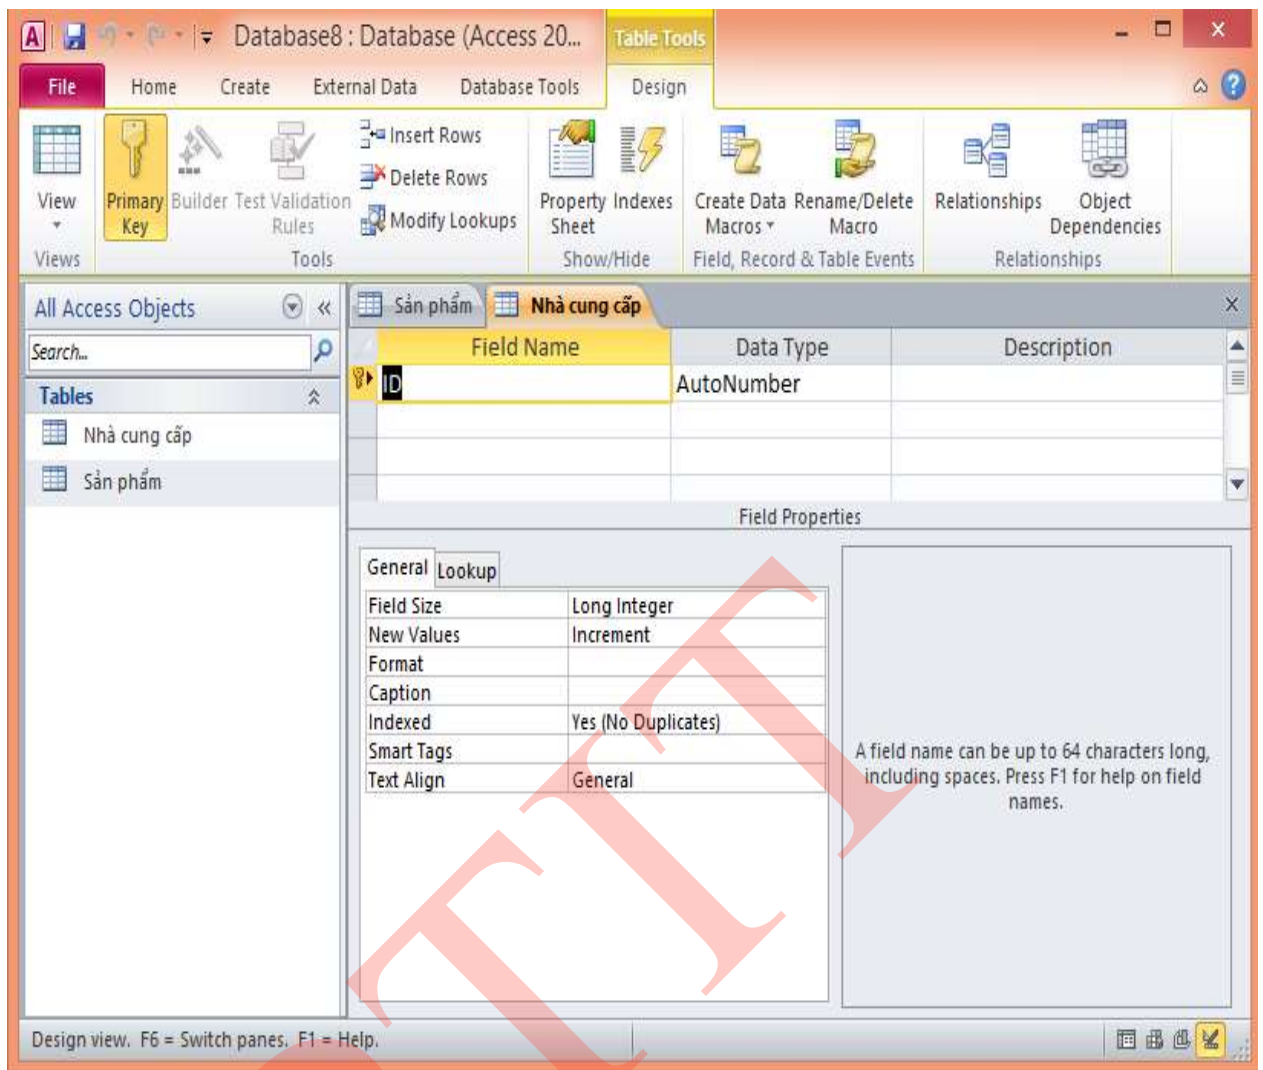 Database8 : Database (Access 20...
Table Tools
File Home Create External Data Database Tools Design
View
Views
Primary
Key
Builder
Test Validation
Rules
Insert Rows
Delete Rows
Modify Lookups
Tools
Property
Sheet
Indexes
Show/Hide
Create Data
Macros
Rename/Delete
Macro
Field, Record & Table Events
Relationships
Object
Dependencies
Relationships
All Access Objects
Search...
Tables
Nhà cung cấp
Sản phẩm
Sản phẩm Nhà cung cấp
Field Name Data Type Description
ID AutoNumber
Field Properties
General Lookup
Field Size Long Integer
New Values Increment
Format
Caption
Indexed Yes (No Duplicates)
Smart Tags
Text Align General
A field name can be up to 64 characters long,
including spaces. Press F1 for help on field
names.
Design view. F6 = Switch panes. F1 = Help.
PTIT